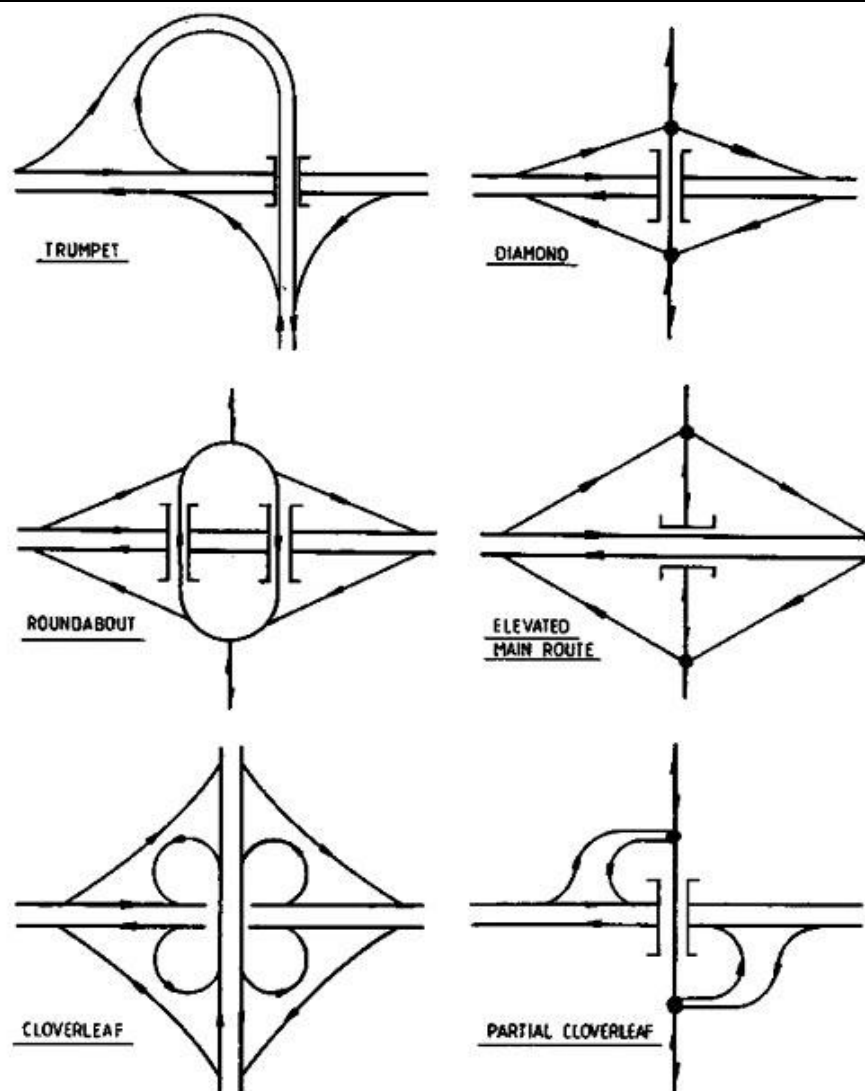 TRUMPET
DIAMOND
ROUNDABOUT
ELEVATED
MAIN ROUTE
CLOVERLEAF
PARTIAL CLOVERLEAF